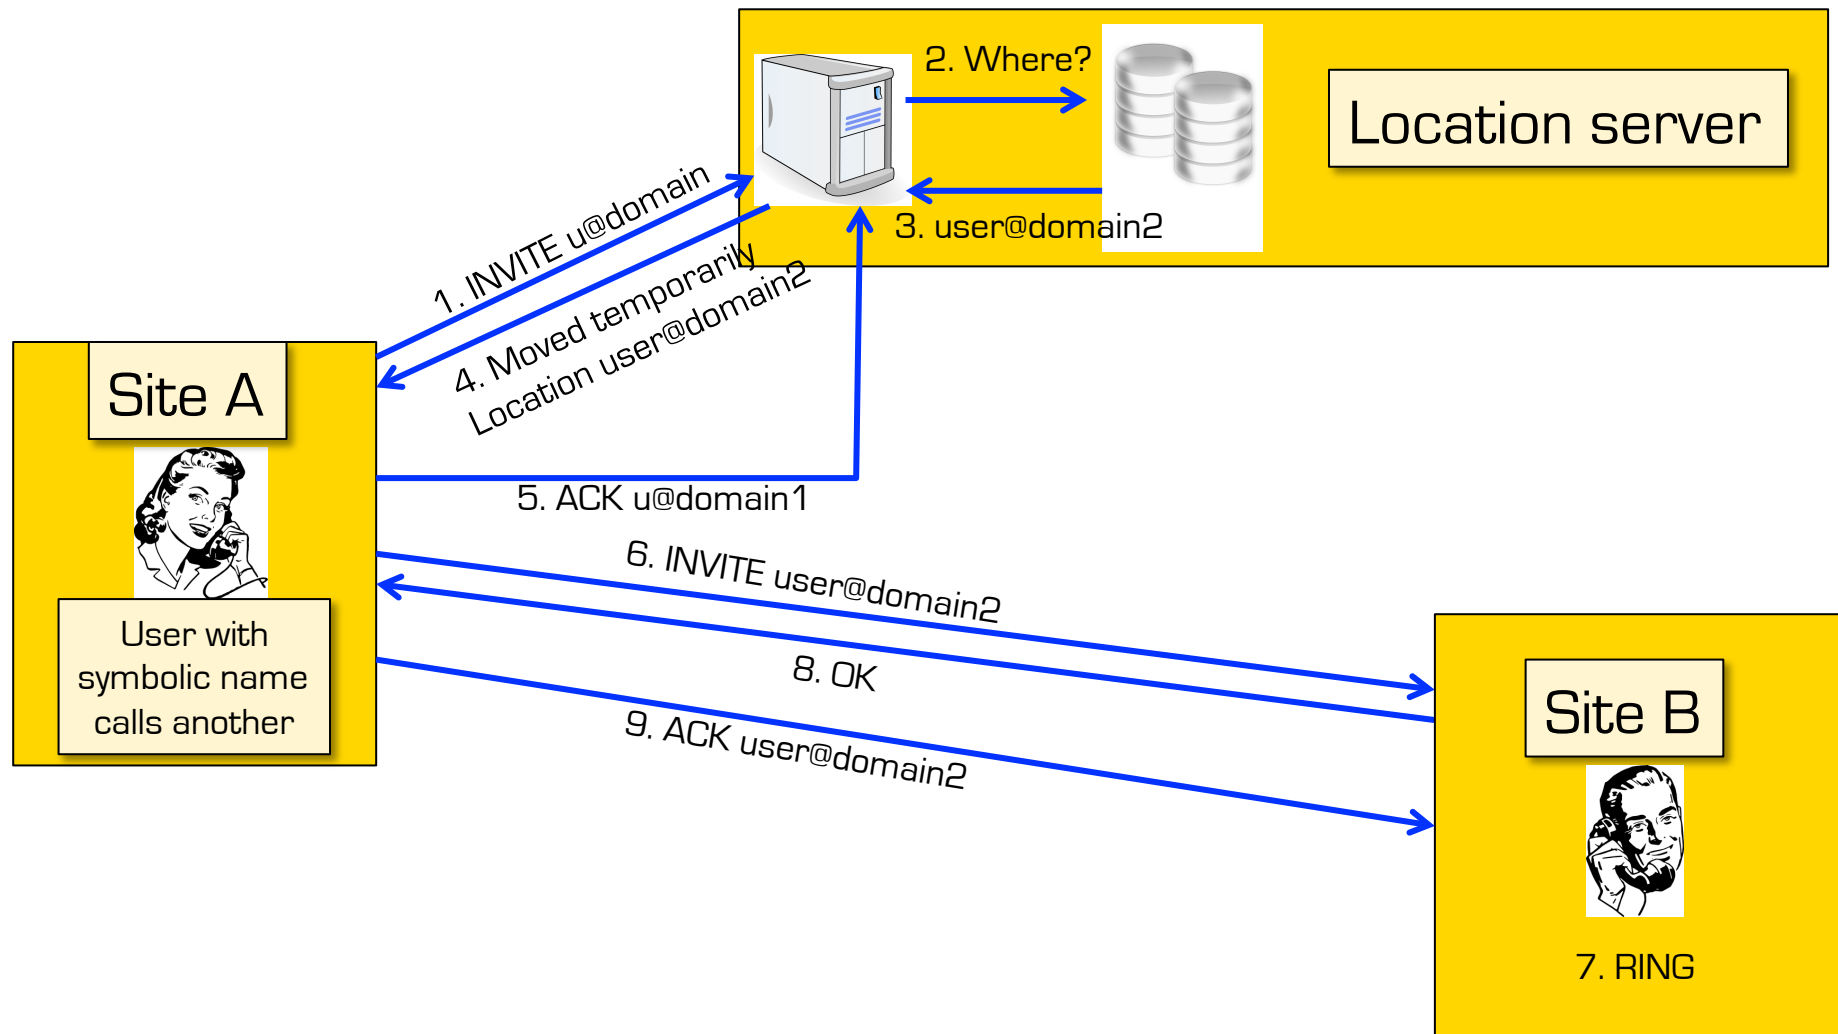 2. Where?
Location server
3. user@domain2
1. INVITE u@domain
4. Moved temporarily
Location user@domain2
Site A
5. ACK u@domain1
User with
symbolic name
calls another
6. INVITE user@domain2
8. OK
9. ACK user@domain2
Site B
7. RING